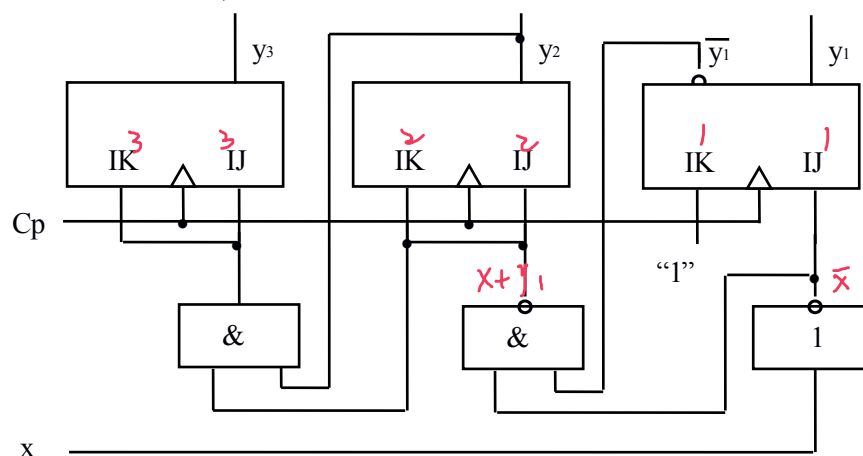 y3 y2 y̅1 y1
3 3 2 2 1 1
IK IJ IK IJ IK IJ
Cp
x+y1 "1" x̅
& & 1
x